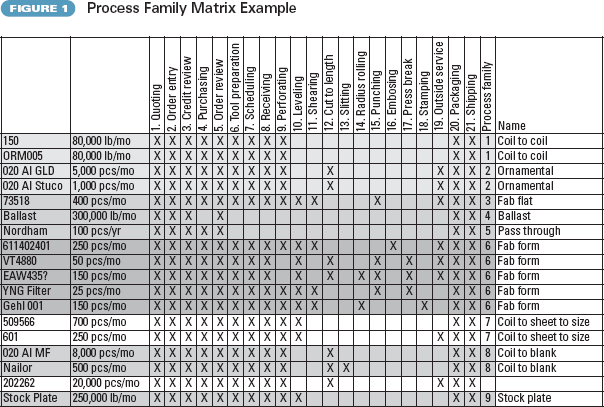 FIGURE 1 Process Family Matrix Example
1. Quoting
2. Order entry
3. Credit review
4. Purchasing
5. Order review
6. Tool preparation
7. Scheduling
8. Receiving
9. Perforating
10. Leveling
11. Shearing
12. Cut to length
13. Slitting
14. Radius rolling
15. Punching
16. Embosing
17. Press break
18. Stamping
19. Outside service
20. Packaging
21. Shipping
Process family
Name
150 80,000 lb/mo X X X X X X X X X X X 1 Coil to coil
ORM005 80,000 lb/mo X X X X X X X X X X X 1 Coil to coil
020 AI GLD 5,000 pcs/mo X X X X X X X X X X X X X 2 Ornamental
020 AI Stuco 1,000 pcs/mo X X X X X X X X X X X X X 2 Ornamental
73518 400 pcs/mo X X X X X X X X X X X X X X X 3 Fab flat
Ballast 300,000 lb/mo X X X X X X 4 Ballast
Nordham 100 pcs/yr X X X X X X 5 Pass through
611402401 250 pcs/mo X X X X X X X X X X X X X X X 6 Fab form
VT4880 50 pcs/mo X X X X X X X X X X X X X X X X 6 Fab form
EAW435? 150 pcs/mo X X X X X X X X X X X X X X X X X 6 Fab form
YNG Filter 25 pcs/mo X X X X X X X X X X X X X X X 6 Fab form
Gehl 001 150 pcs/mo X X X X X X X X X X X X X X X 6 Fab form
509566 700 pcs/mo X X X X X X X X X X X X 7 Coil to sheet to size
601 250 pcs/mo X X X X X X X X X X X X X 7 Coil to sheet to size
020 AI MF 8,000 pcs/mo X X X X X X X X X X X X 8 Coil to blank
Nailor 500 pcs/mo X X X X X X X X X X X X X 8 Coil to blank
202262 20,000 pcs/mo X X X X X X X X X X X X X
Stock Plate 250,000 lb/mo X X X X X X X X X X X X 9 Stock plate